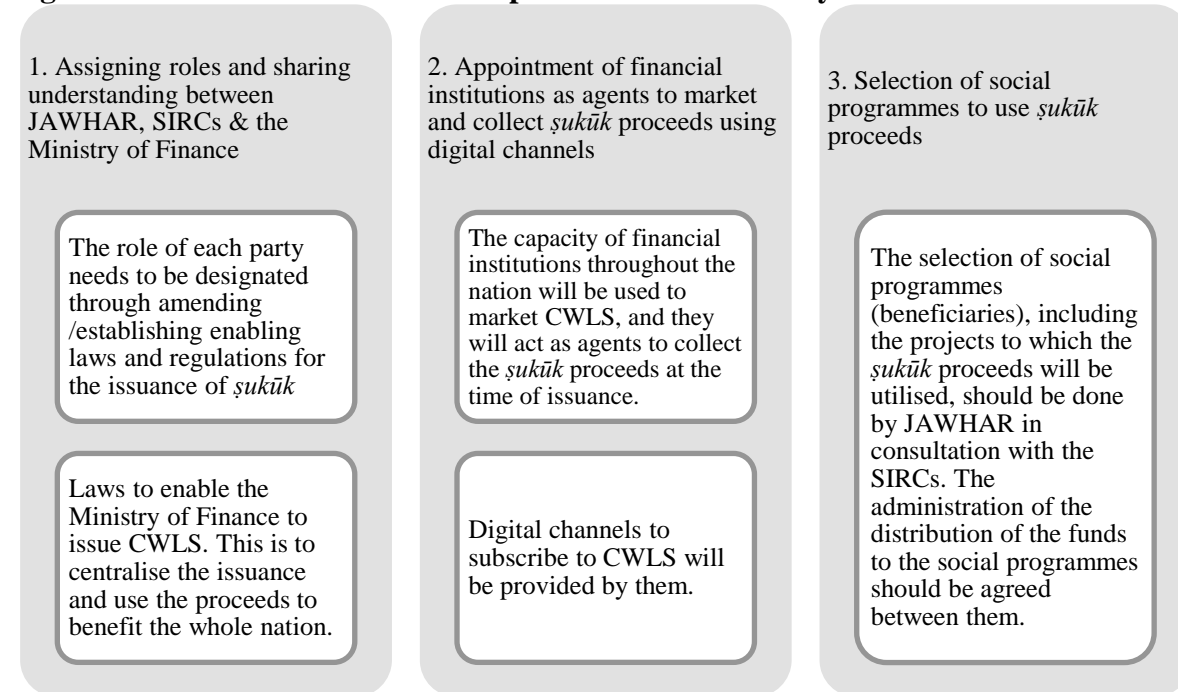 1. Assigning roles and sharing
understanding between
JAWHAR, SIRCs & the
Ministry of Finance
The role of each party
needs to be designated
through amending
/establishing enabling
laws and regulations for
the issuance of ṣukūk
Laws to enable the
Ministry of Finance to
issue CWLS. This is to
centralise the issuance
and use the proceeds to
benefit the whole nation.
2. Appointment of financial
institutions as agents to market
and collect ṣukūk proceeds using
digital channels
The capacity of financial
institutions throughout the
nation will be used to
market CWLS, and they
will act as agents to collect
the ṣukūk proceeds at the
time of issuance.
Digital channels to
subscribe to CWLS will
be provided by them.
3. Selection of social
programmes to use ṣukūk
proceeds
The selection of social
programmes
(beneficiaries), including
the projects to which the
ṣukūk proceeds will be
utilised, should be done
by JAWHAR in
consultation with the
SIRCs. The
administration of the
distribution of the funds
to the social programmes
should be agreed
between them.